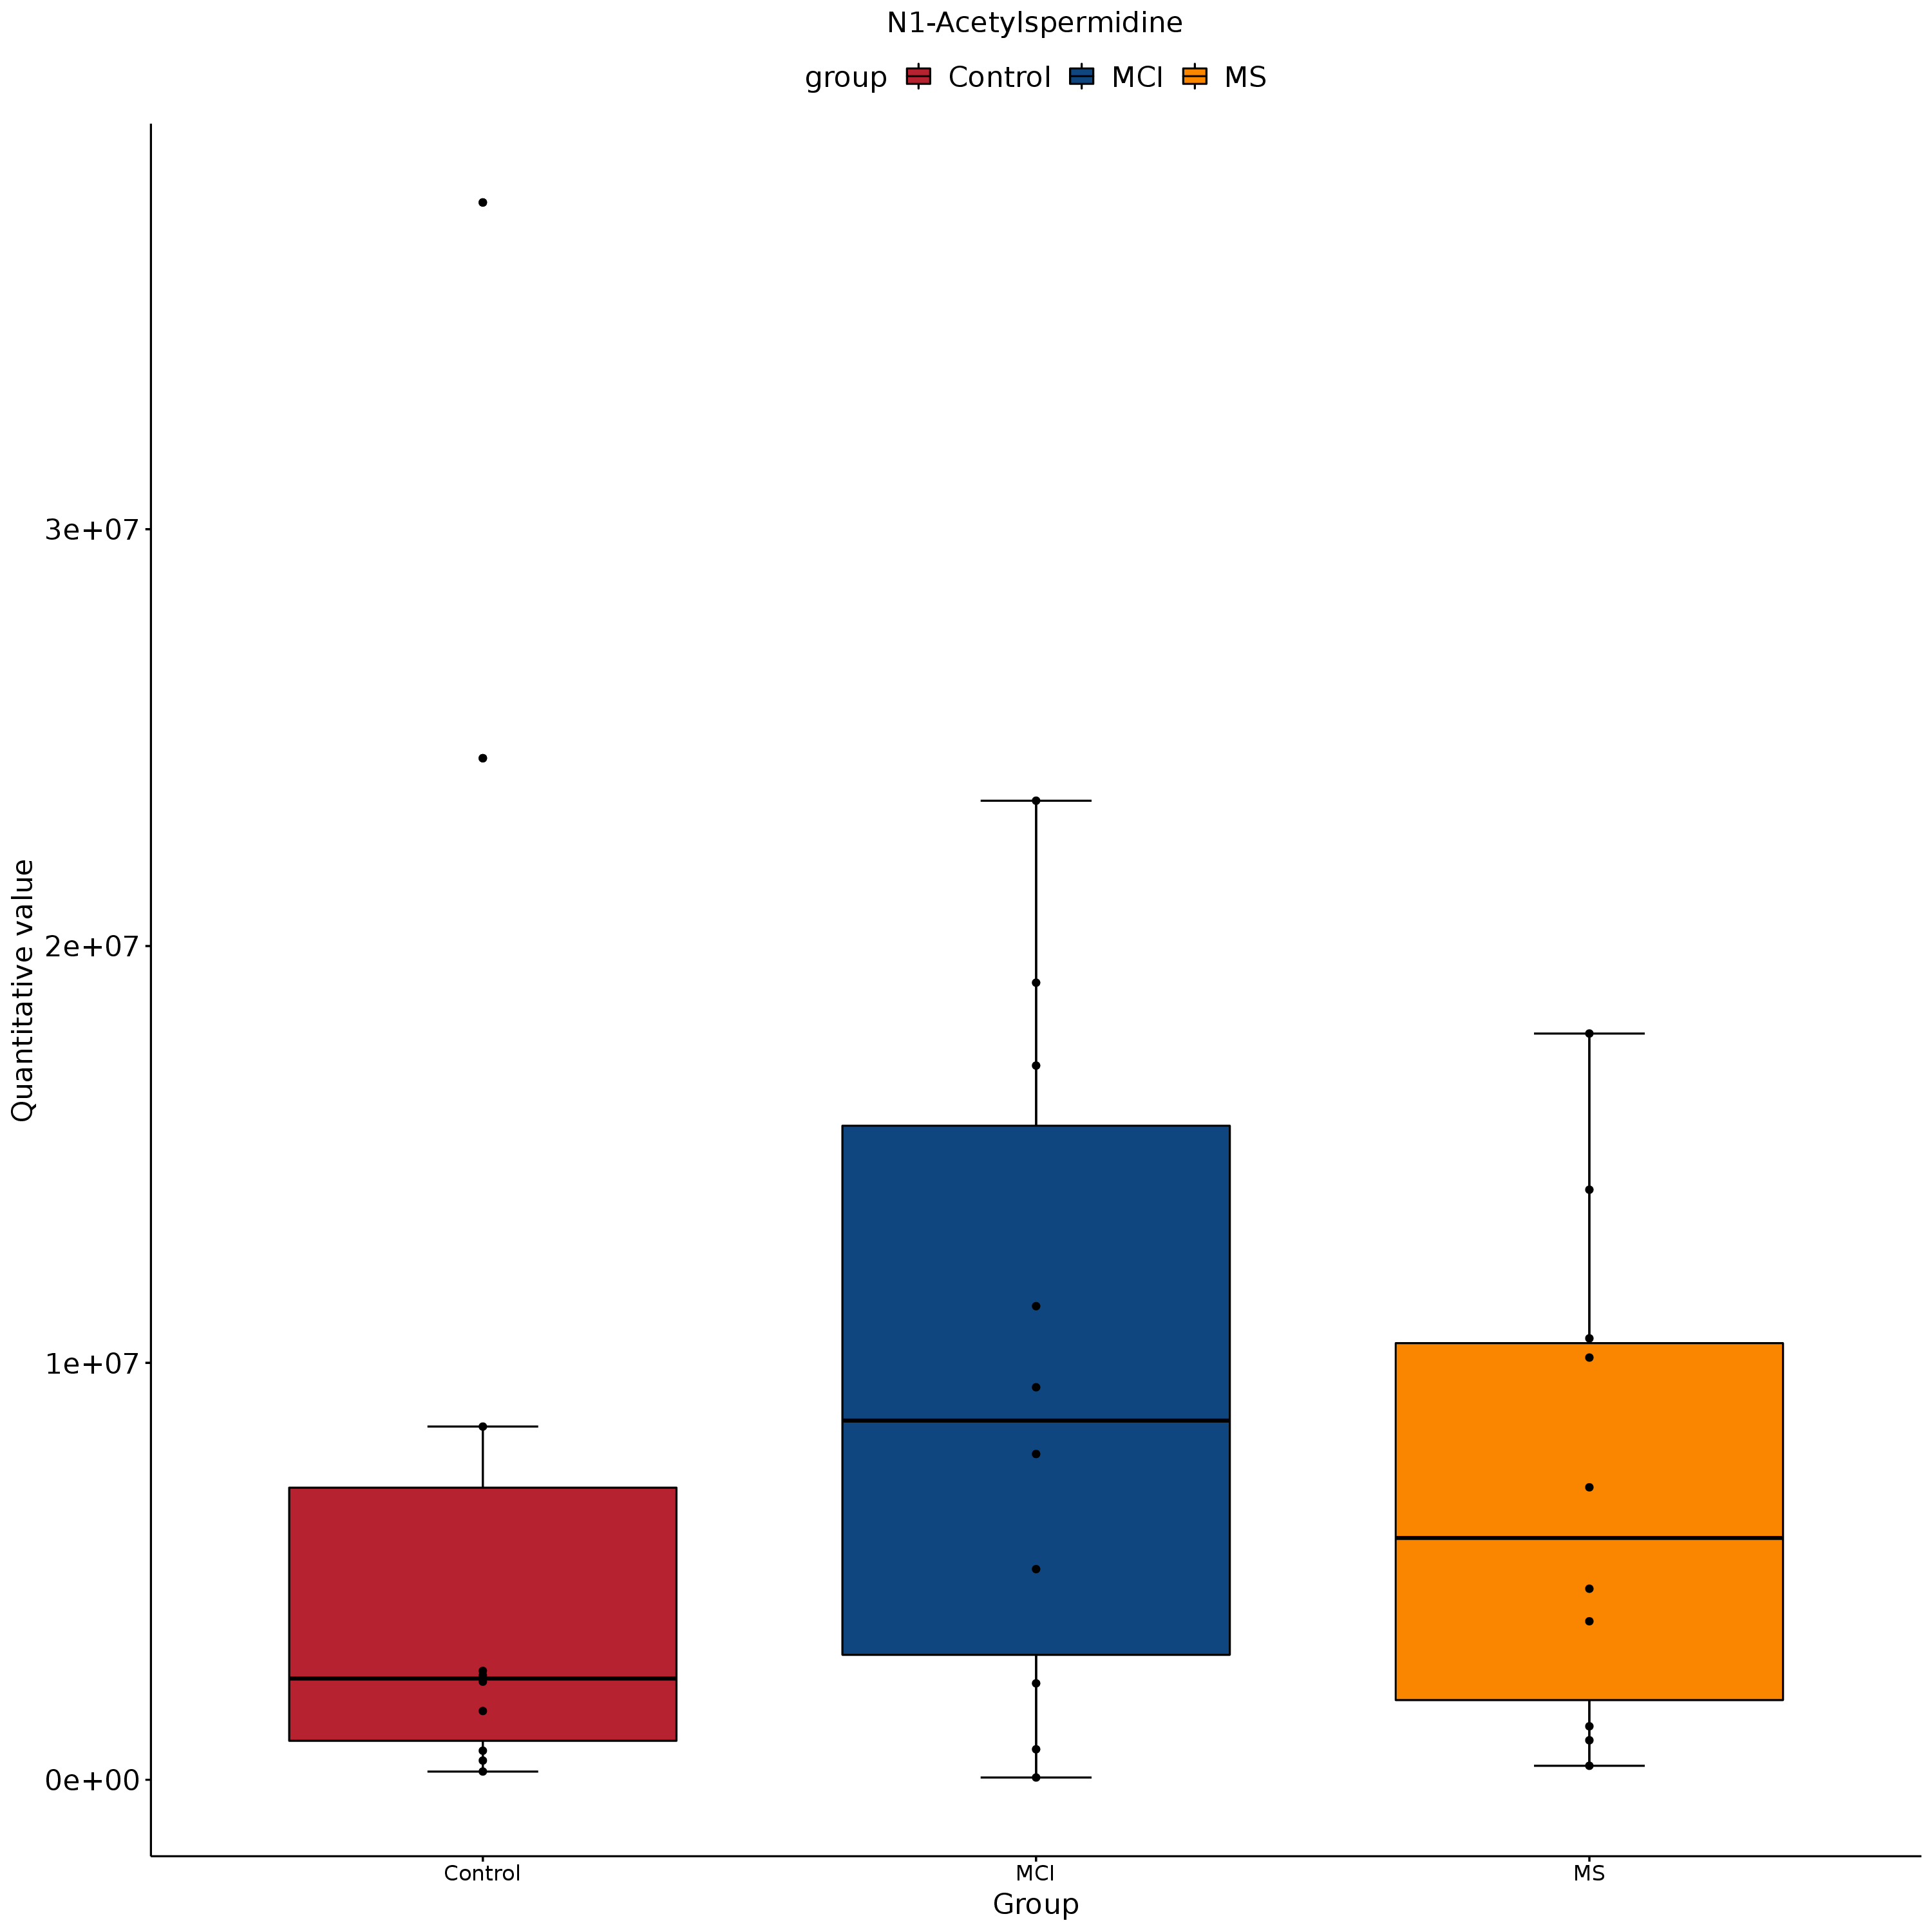 N1-Acetylspermidine
group Control MCI MS
Quantitative value
3e+07
2e+07
1e+07
0e+00
Control MCI MS
Group